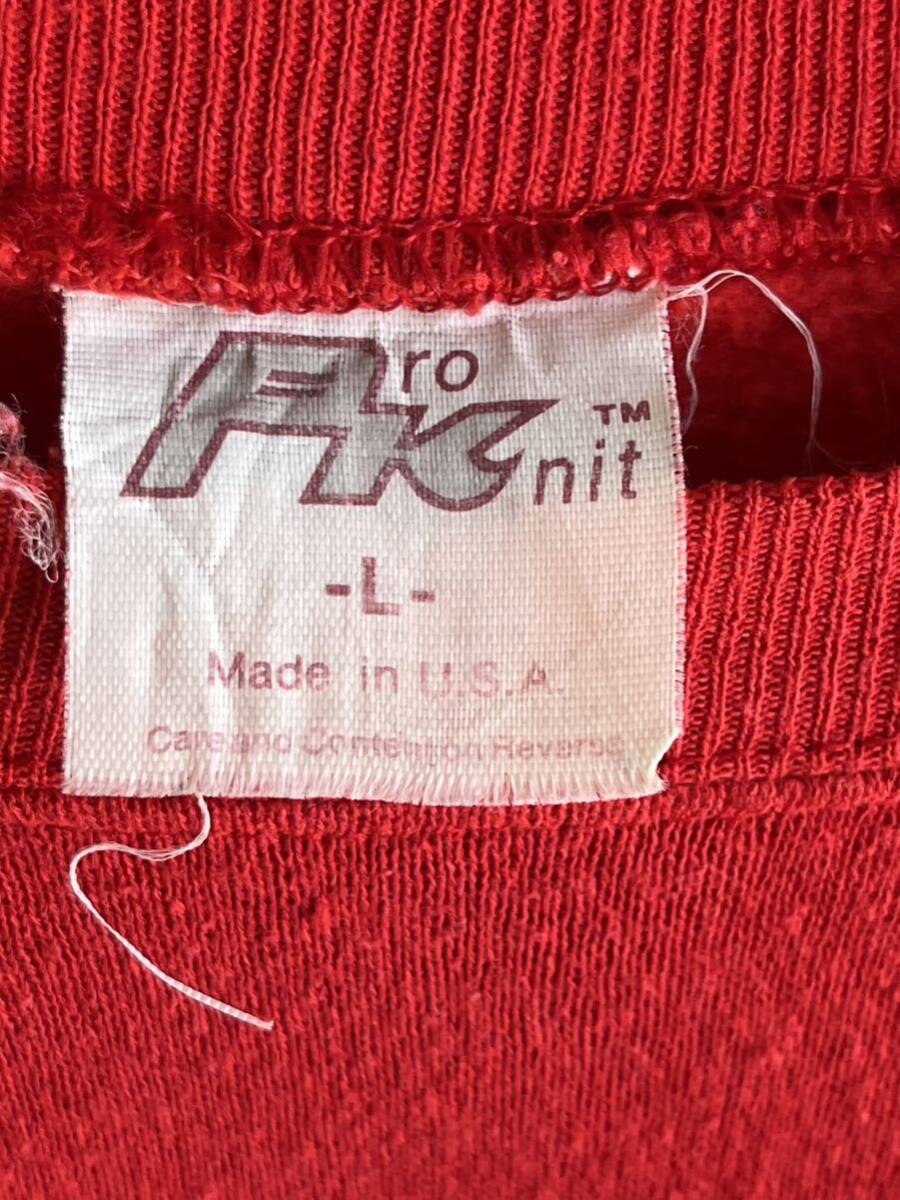 Pro
Knit™
-L-
Made in U.S.A.
Care and Content on Reverse